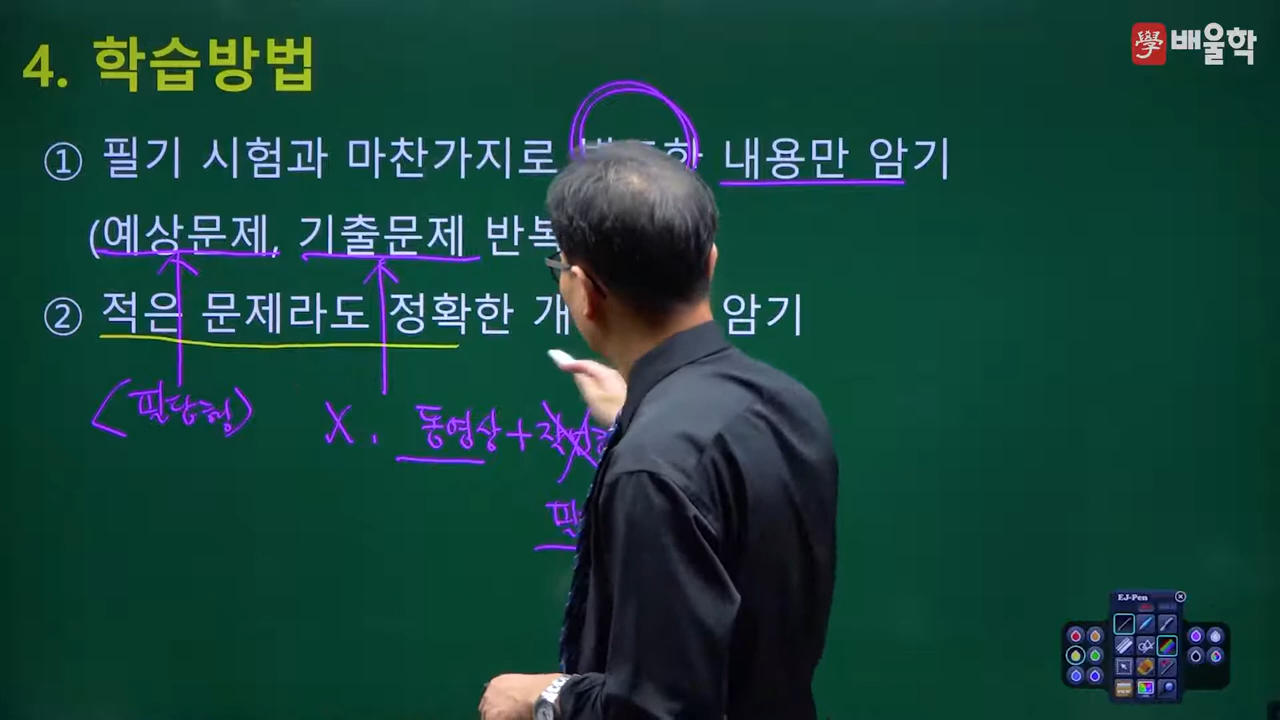 4. 학습방법
學 배울학
① 필기 시험과 마찬가지로 내용만 암기
(예상문제, 기출문제 반복
② 적은 문제라도 정확한 개 암기
<필답형> X. 동영상 +
EJ-Pen